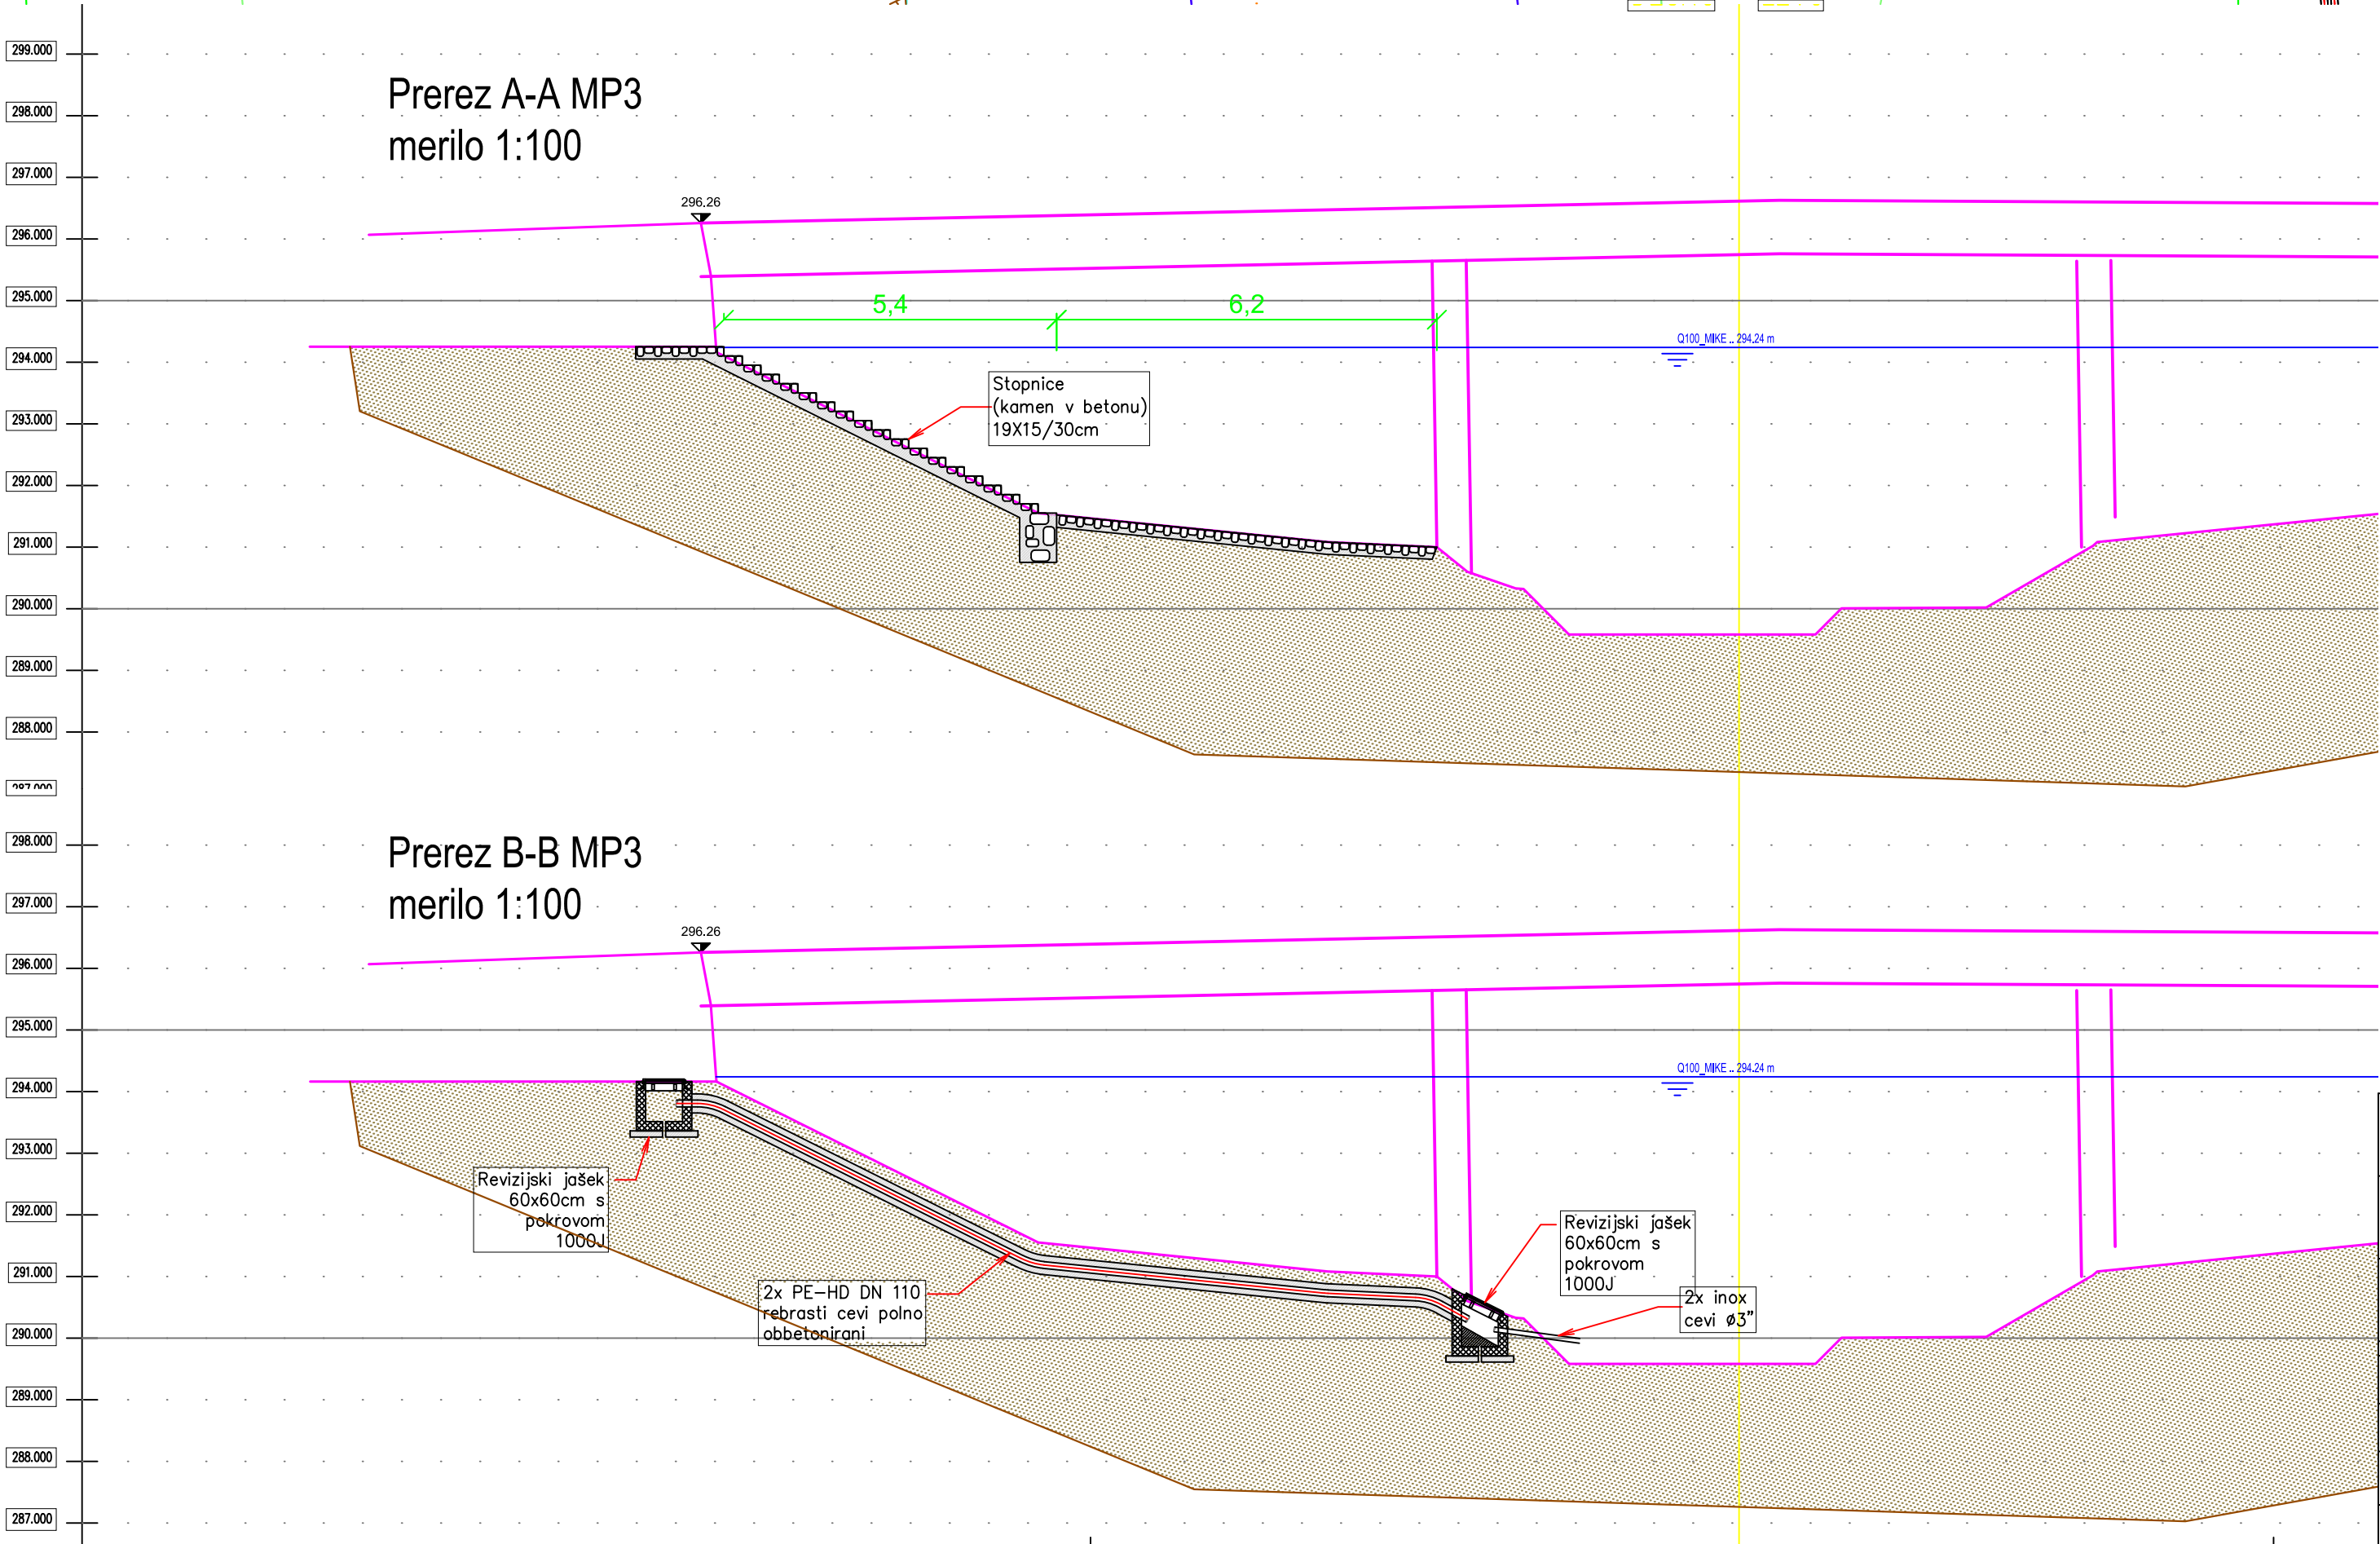 299.000
Prerez A-A MP3
298.000
merilo 1:100
297.000
296.26
296.000
295.000
5,4
6,2
Q100_MIKE .. 294.24 m
294.000
Stopnice
(kamen v betonu)
19X15/30cm
293.000
292.000
291.000
290.000
289.000
288.000
287.000
Prerez B-B MP3
298.000
merilo 1:100
297.000
296.26
296.000
295.000
Q100_MIKE .. 294.24 m
294.000
293.000
Revizijski jašek
60x60cm s
pokrovom
1000J
292.000
Revizijski jašek
60x60cm s
pokrovom
1000J
291.000
2x PE-HD DN 110
rebrasti cevi polno
obbetonirani
2x inox
cevi ø3"
290.000
289.000
288.000
287.000